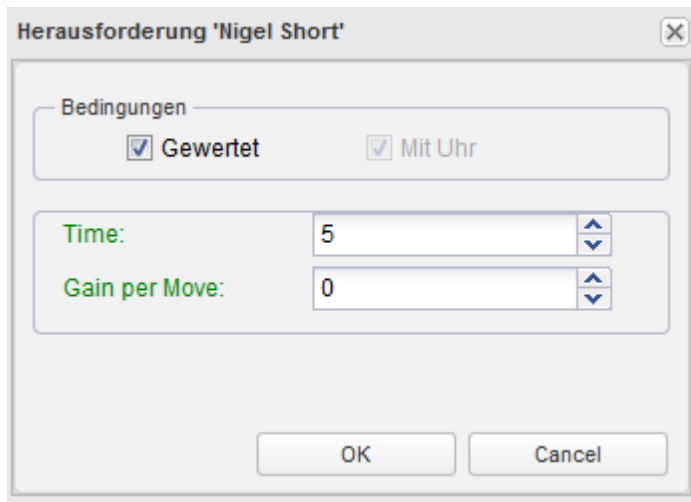 Herausforderung 'Nigel Short'
Bedingungen
Gewertet Mit Uhr
Time: 5
Gain per Move: 0
OK Cancel